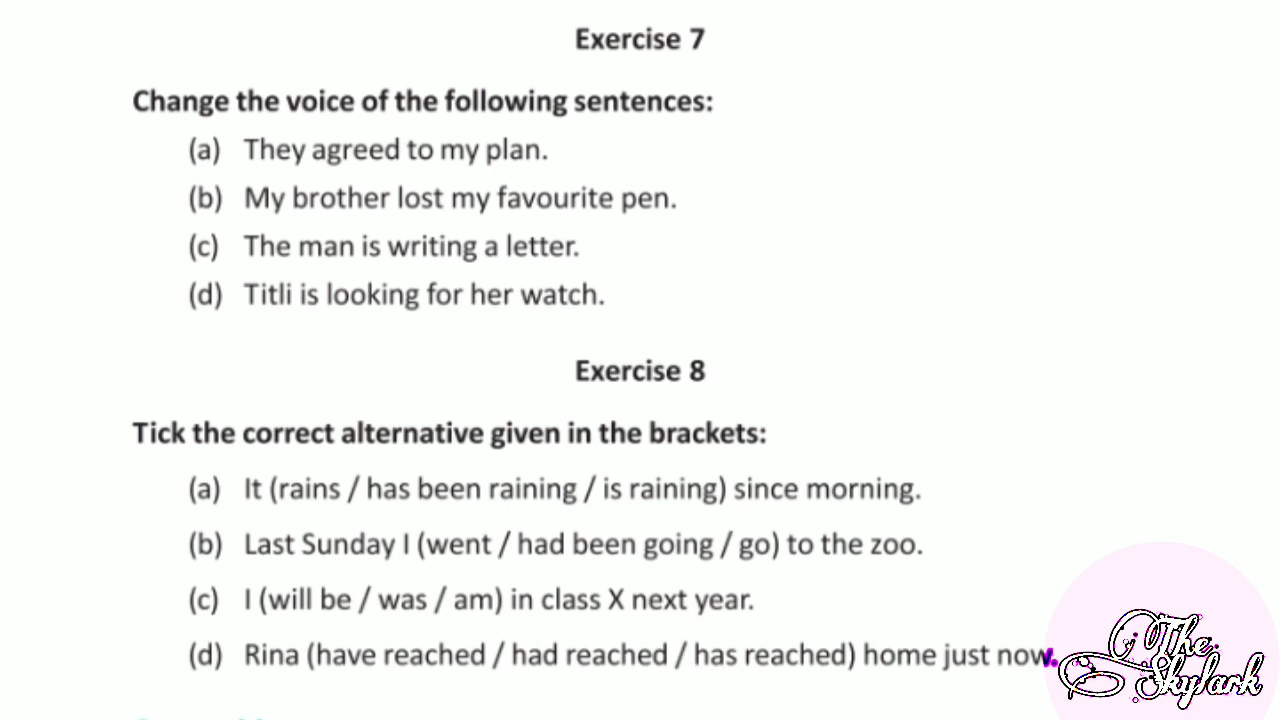 Exercise 7
Change the voice of the following sentences:
(a) They agreed to my plan.
(b) My brother lost my favourite pen.
(c) The man is writing a letter.
(d) Titli is looking for her watch.
Exercise 8
Tick the correct alternative given in the brackets:
(a) It (rains / has been raining / is raining) since morning.
(b) Last Sunday I (went / had been going / go) to the zoo.
(c) I (will be / was / am) in class X next year.
(d) Rina (have reached / had reached / has reached) home just now.
The
Skylark